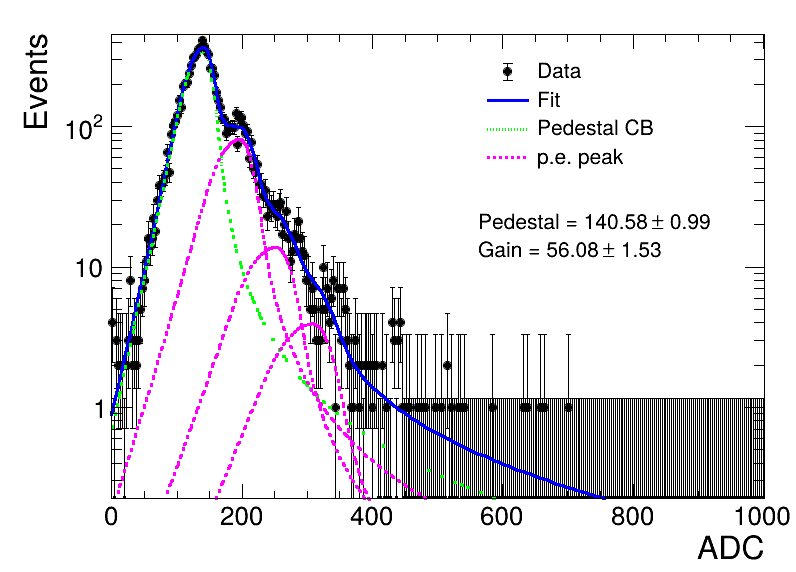 Events
10²
10
1
Data
Fit
Pedestal CB
p.e. peak
Pedestal = 140.58 ± 0.99
Gain = 56.08 ± 1.53
0 200 400 600 800 1000
ADC